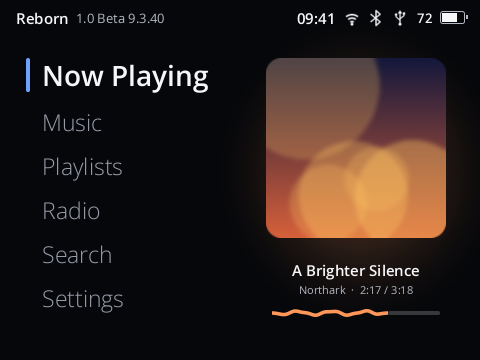 Reborn 1.0 Beta 9.3.40 09:41 72
Now Playing
Music
Playlists
Radio
Search
Settings
A Brighter Silence
Northark · 2:17 / 3:18